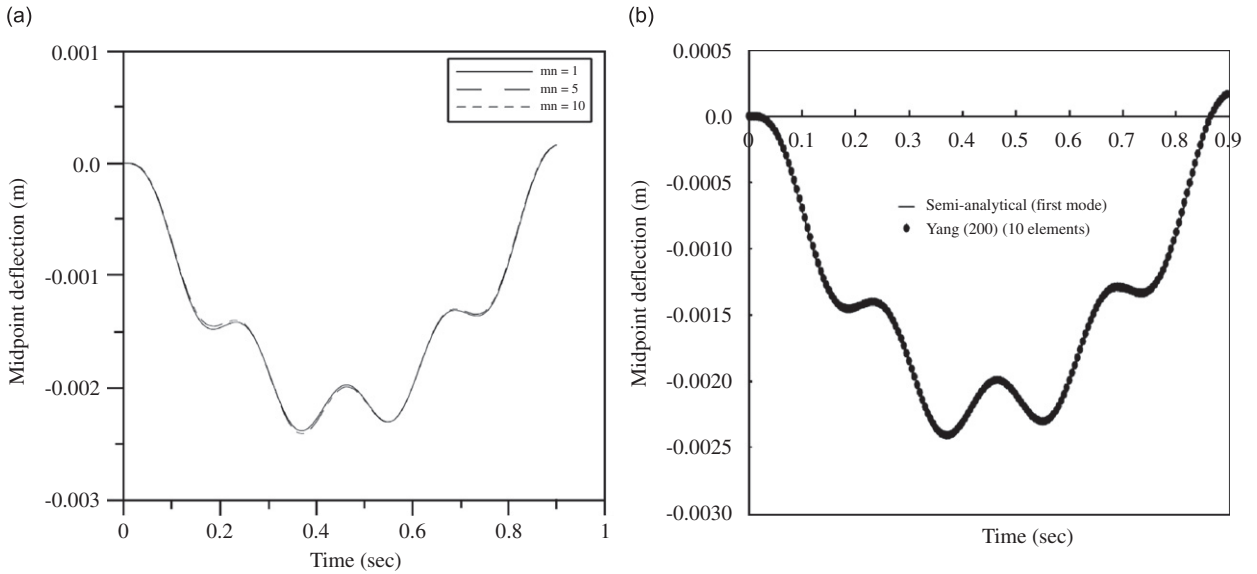 (a)
0.001
0.0
-0.001
-0.002
-0.003
Midpoint deflection (m)
mn = 1
mn = 5
mn = 10
0
0.2
0.4
0.6
0.8
1
Time (sec)
(b)
0.0005
0.0
-0.0005
-0.0010
-0.0015
-0.0020
-0.0025
-0.0030
Midpoint deflection (m)
0
0.1
0.2
0.3
0.4
0.5
0.6
0.7
0.8
0.9
Semi-analytical (first mode)
Yang (200) (10 elements)
Time (sec)